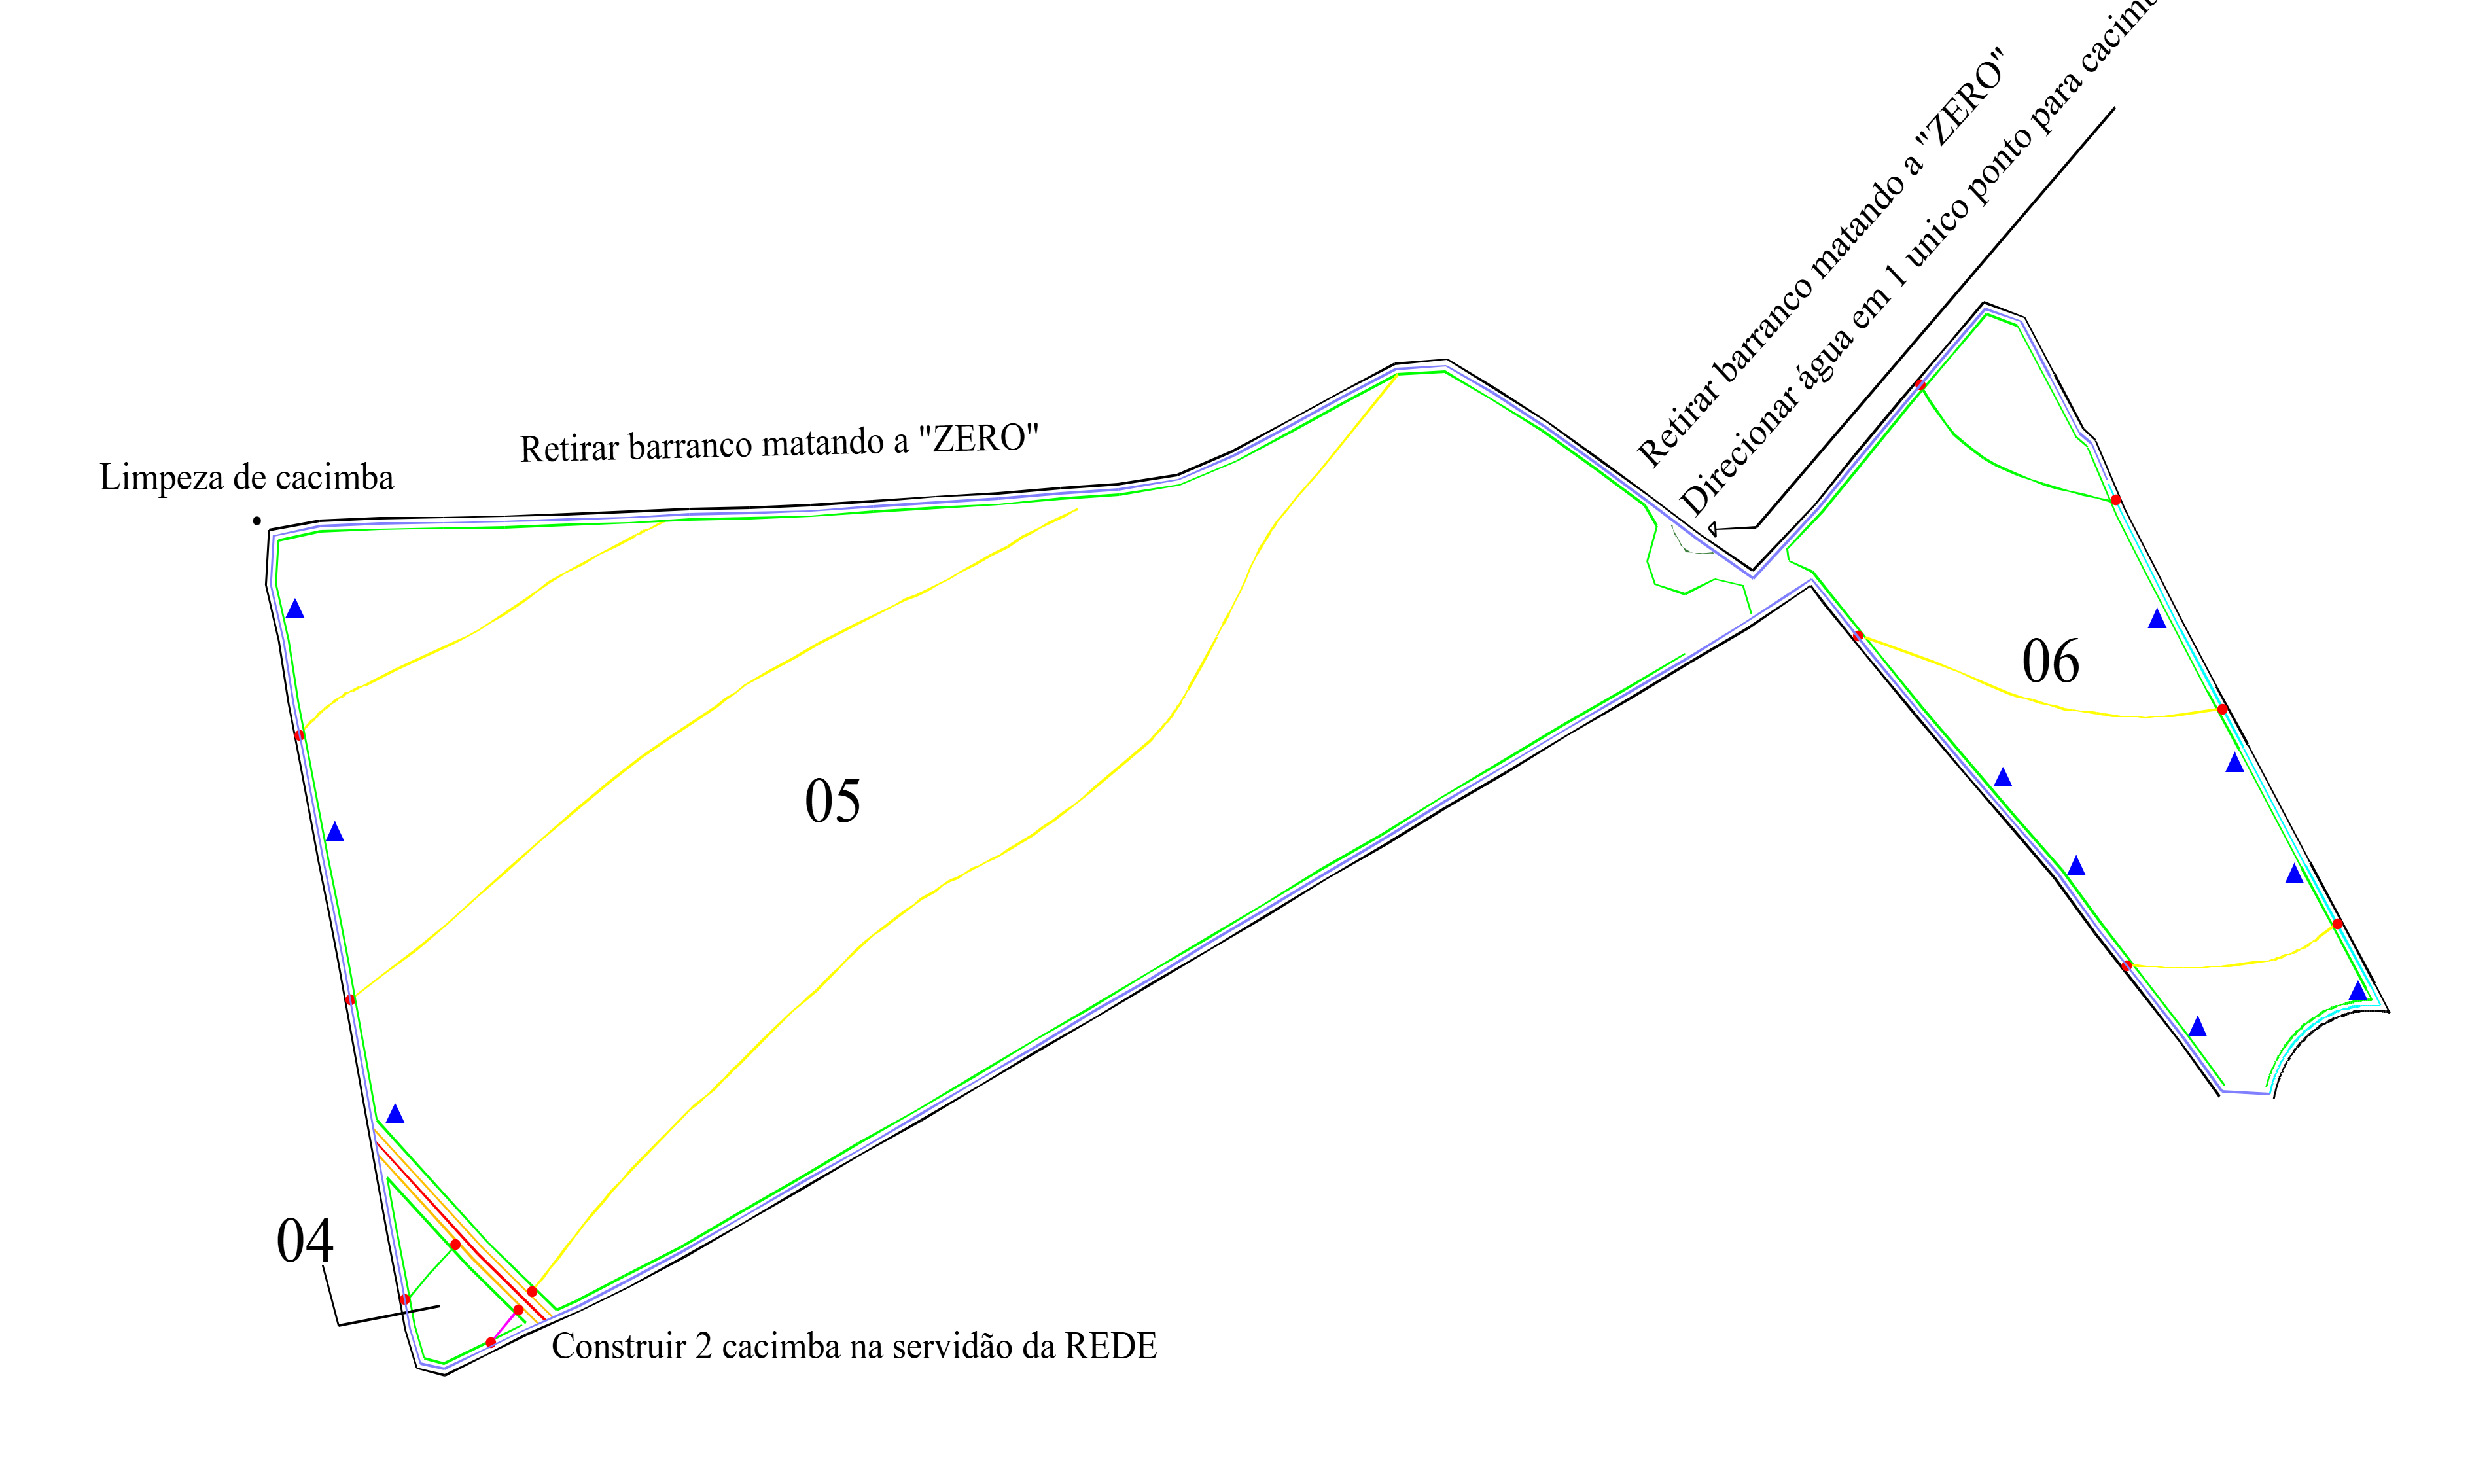 Retirar barranco matando a "ZERO"
Direcionar água em 1 unico ponto para
Retirar barranco matando a "ZERO"
Limpeza de cacimba
06
05
04
Construir 2 cacimba na servidão da REDE